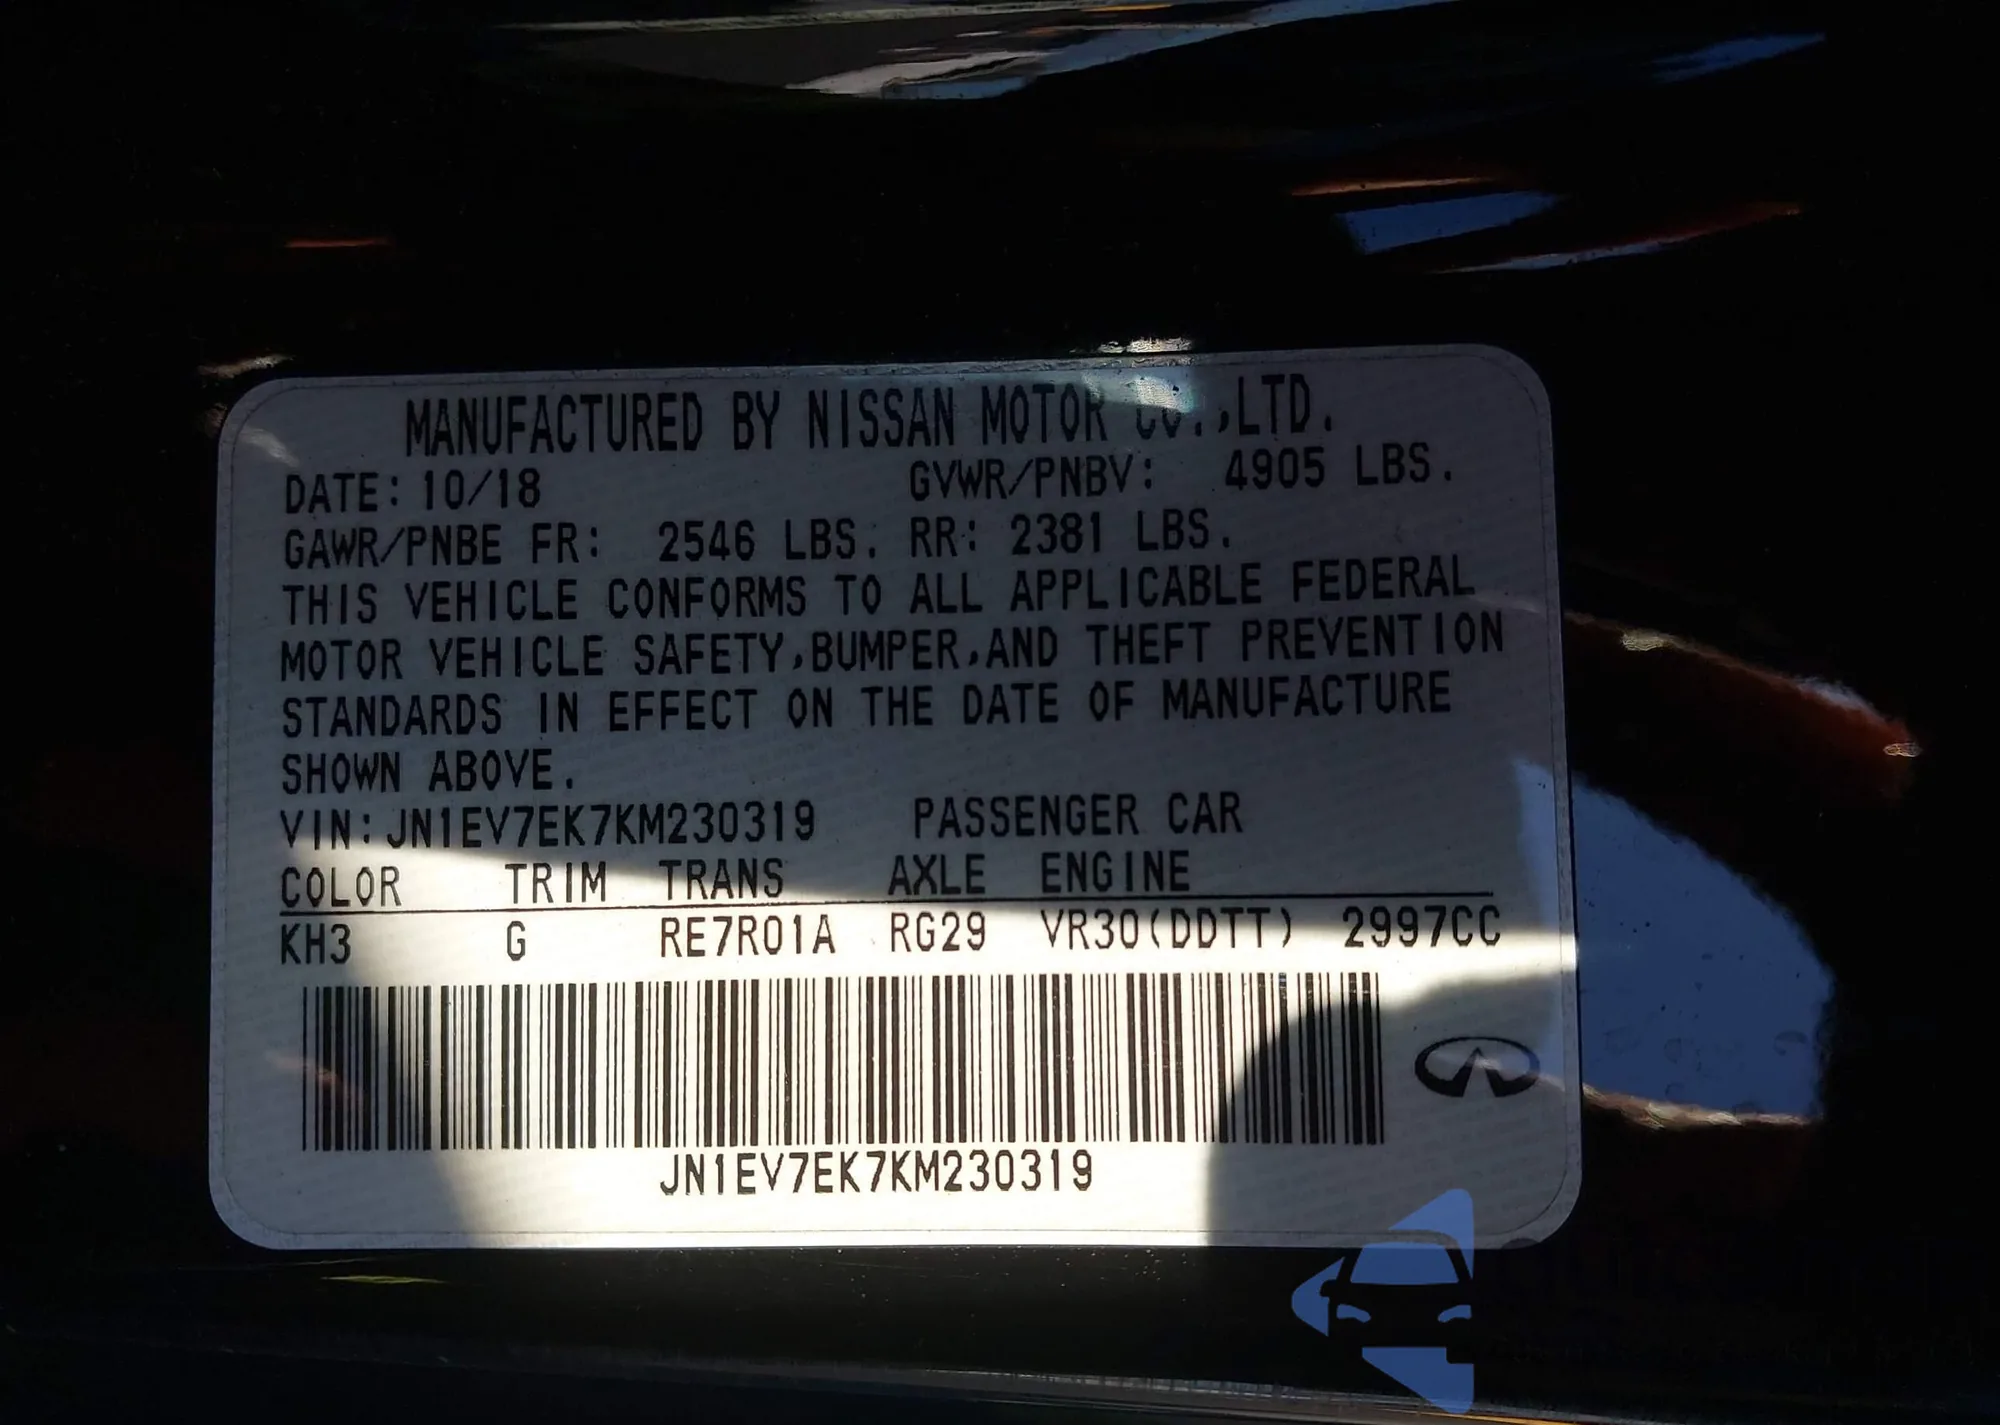 MANUFACTURED BY NISSAN MOTOR CO.,LTD.
DATE: 10/18 GVWR/PNBV: 4905 LBS.
GAWR/PNBE FR: 2546 LBS. RR: 2381 LBS.
THIS VEHICLE CONFORMS TO ALL APPLICABLE FEDERAL
MOTOR VEHICLE SAFETY,BUMPER,AND THEFT PREVENTION
STANDARDS IN EFFECT ON THE DATE OF MANUFACTURE
SHOWN ABOVE.
VIN: JN1EV7EK7KM230319 PASSENGER CAR
COLOR TRIM TRANS AXLE ENGINE
KH3 G RE7R01A RG29 VR30(DDTT) 2997CC
JN1EV7EK7KM230319